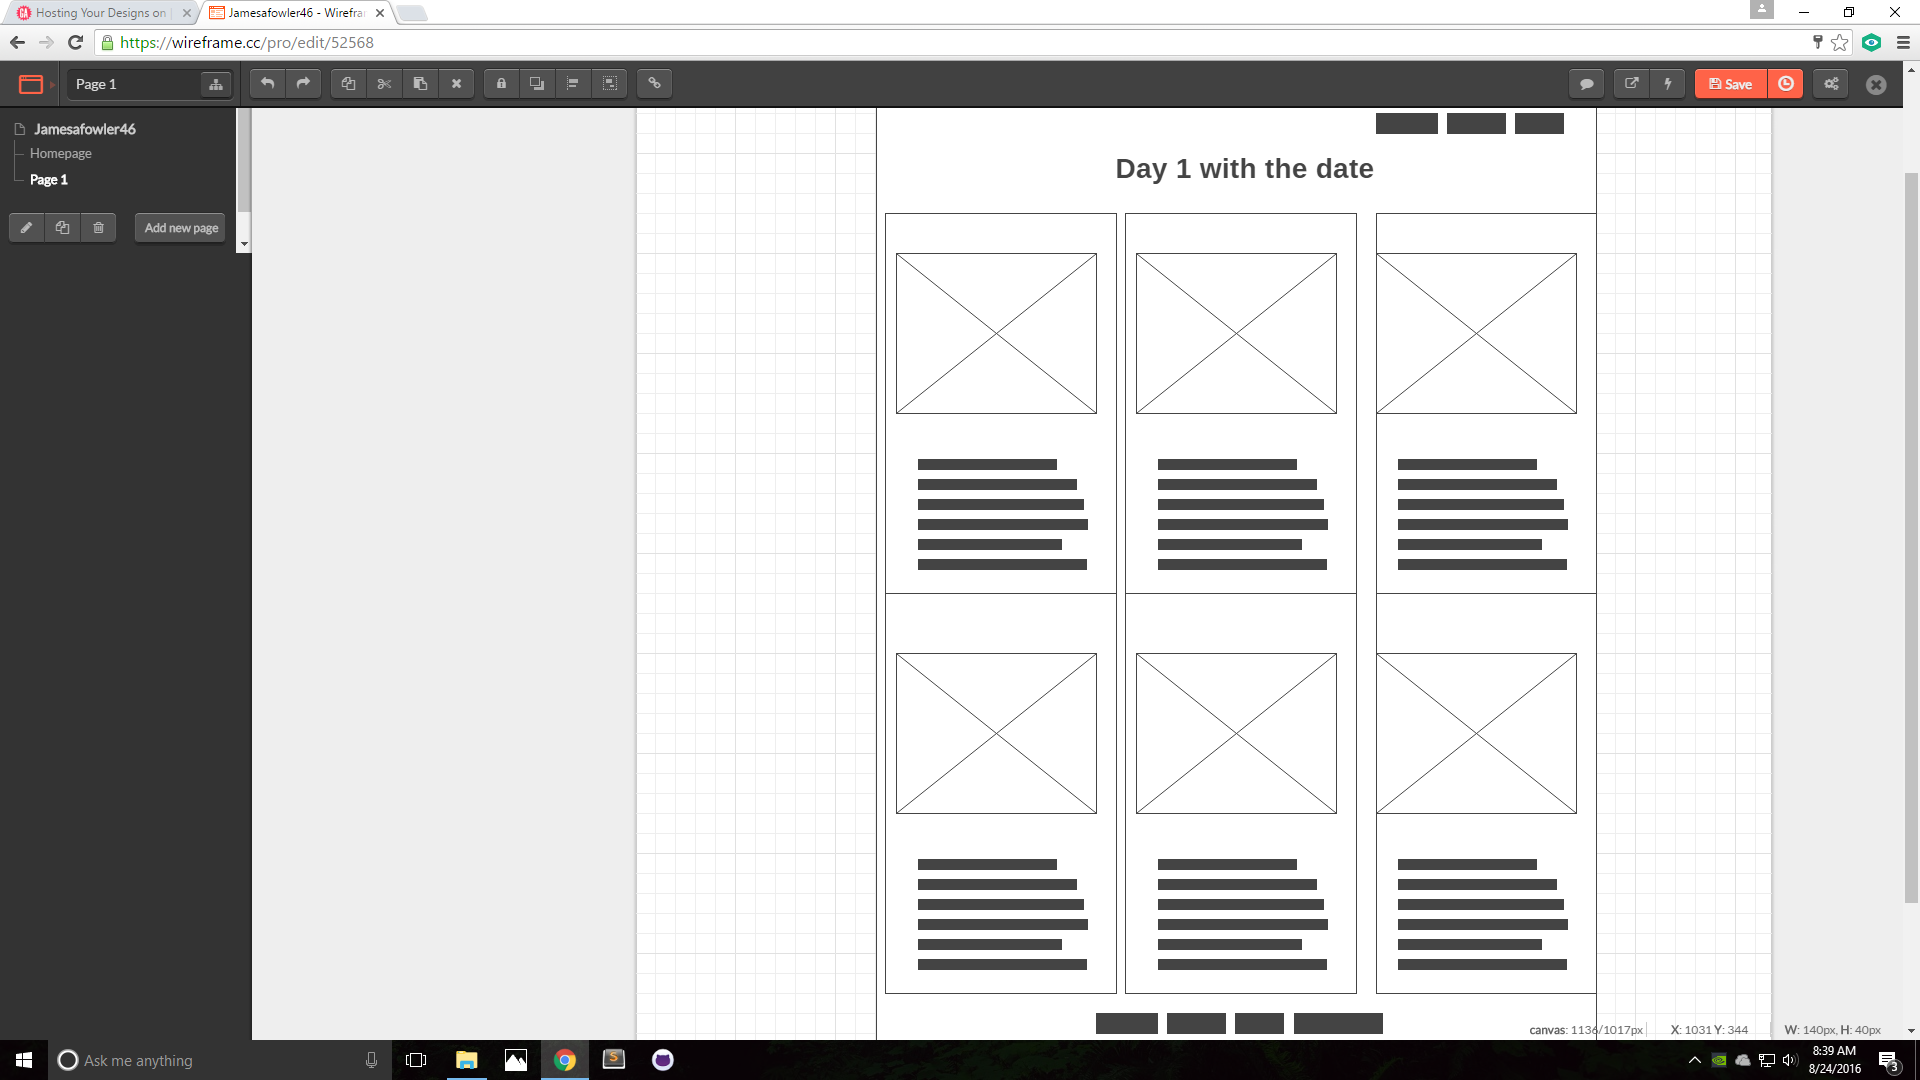 Hosting Your Designs on
Jamesafowler46 - Wirefra
https://wireframe.cc/pro/edit/52568
Page 1
Save
Jamesafowler46
Homepage
Page 1
Add new page
Day 1 with the date
canvas: 1136/1017px
X: 1031 Y: 344
W: 140px, H: 40px
Ask me anything
S
8:39 AM
8/24/2016
3